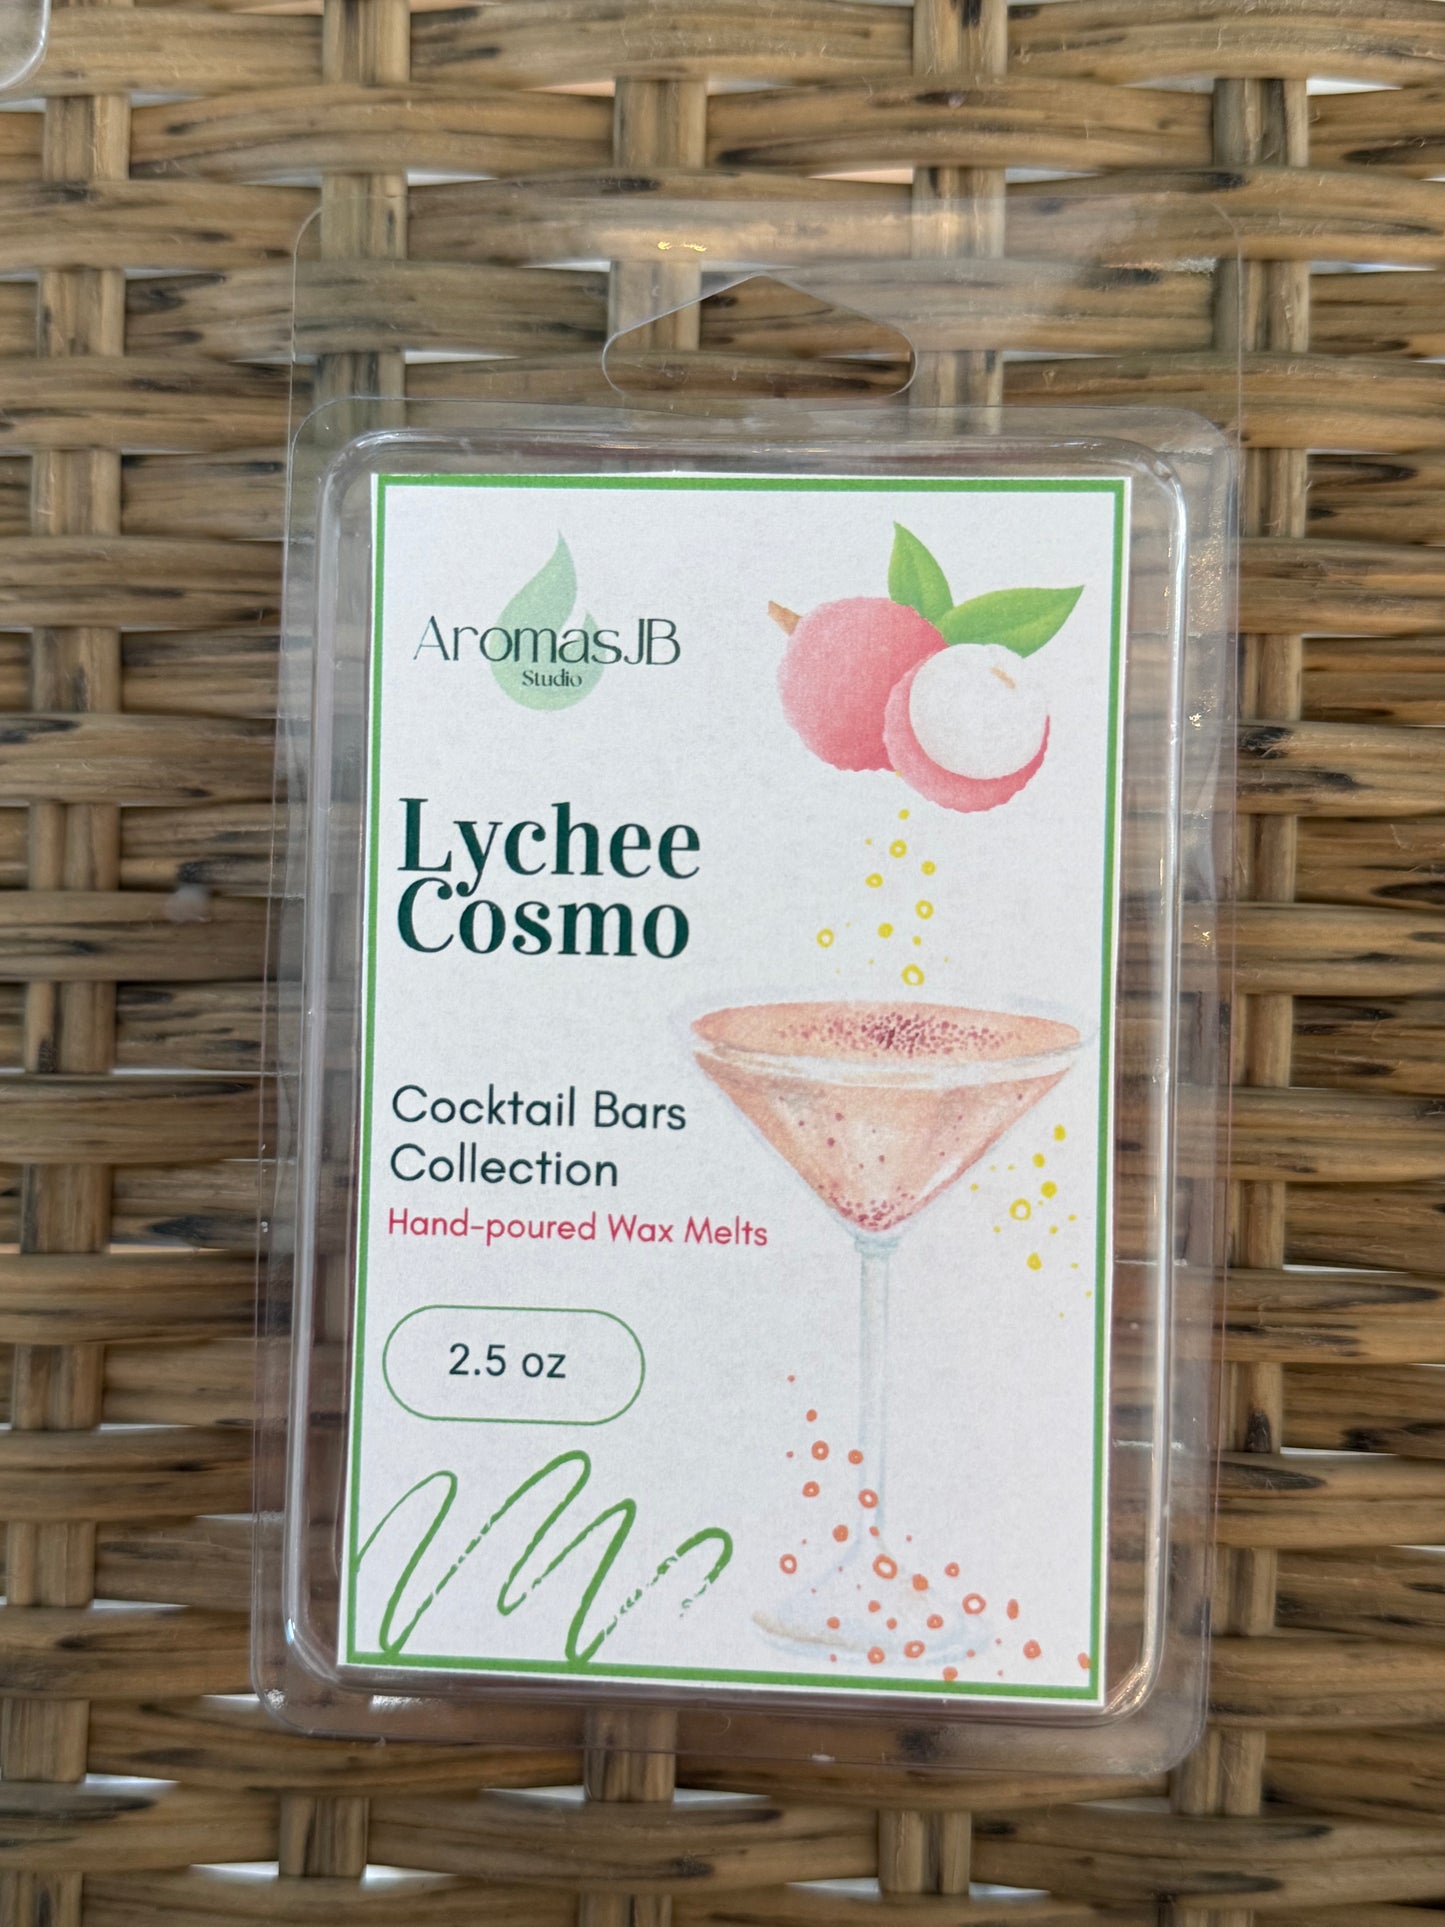 AromasJB
Studio
Lychee
Cosmo
Cocktail Bars
Collection
Hand-poured Wax Melts
2.5 oz